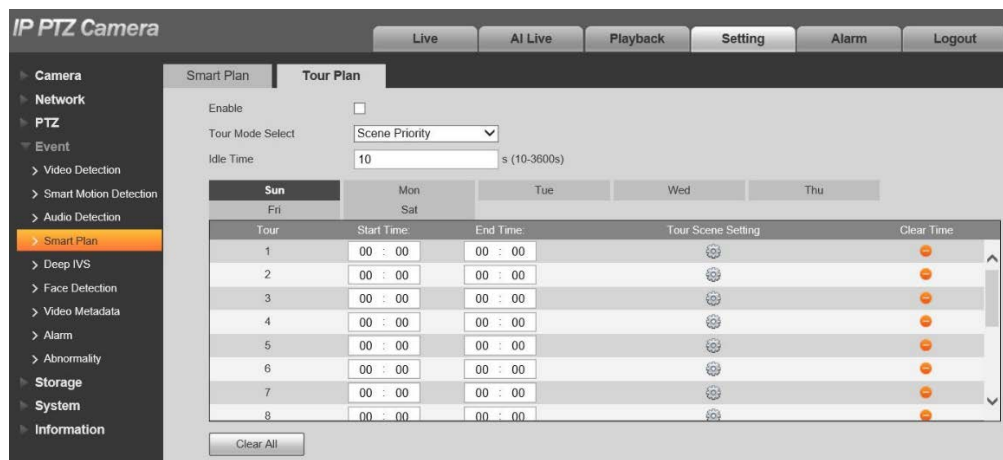 IP PTZ Camera
Live AI Live Playback Setting Alarm Logout
Camera
Network
PTZ
Event
Video Detection
Smart Motion Detection
Audio Detection
Smart Plan
Deep IVS
Face Detection
Video Metadata
Alarm
Abnormality
Storage
System
Information
Smart Plan Tour Plan
Enable
Tour Mode Select Scene Priority
Idle Time 10 s (10-3600s)
Sun Mon Tue Wed Thu
Fri Sat
Tour Start Time: End Time: Tour Scene Setting Clear Time
1 00 : 00 00 : 00
2 00 : 00 00 : 00
3 00 : 00 00 : 00
4 00 : 00 00 : 00
5 00 : 00 00 : 00
6 00 : 00 00 : 00
7 00 : 00 00 : 00
8 00 : 00 00 : 00
Clear All